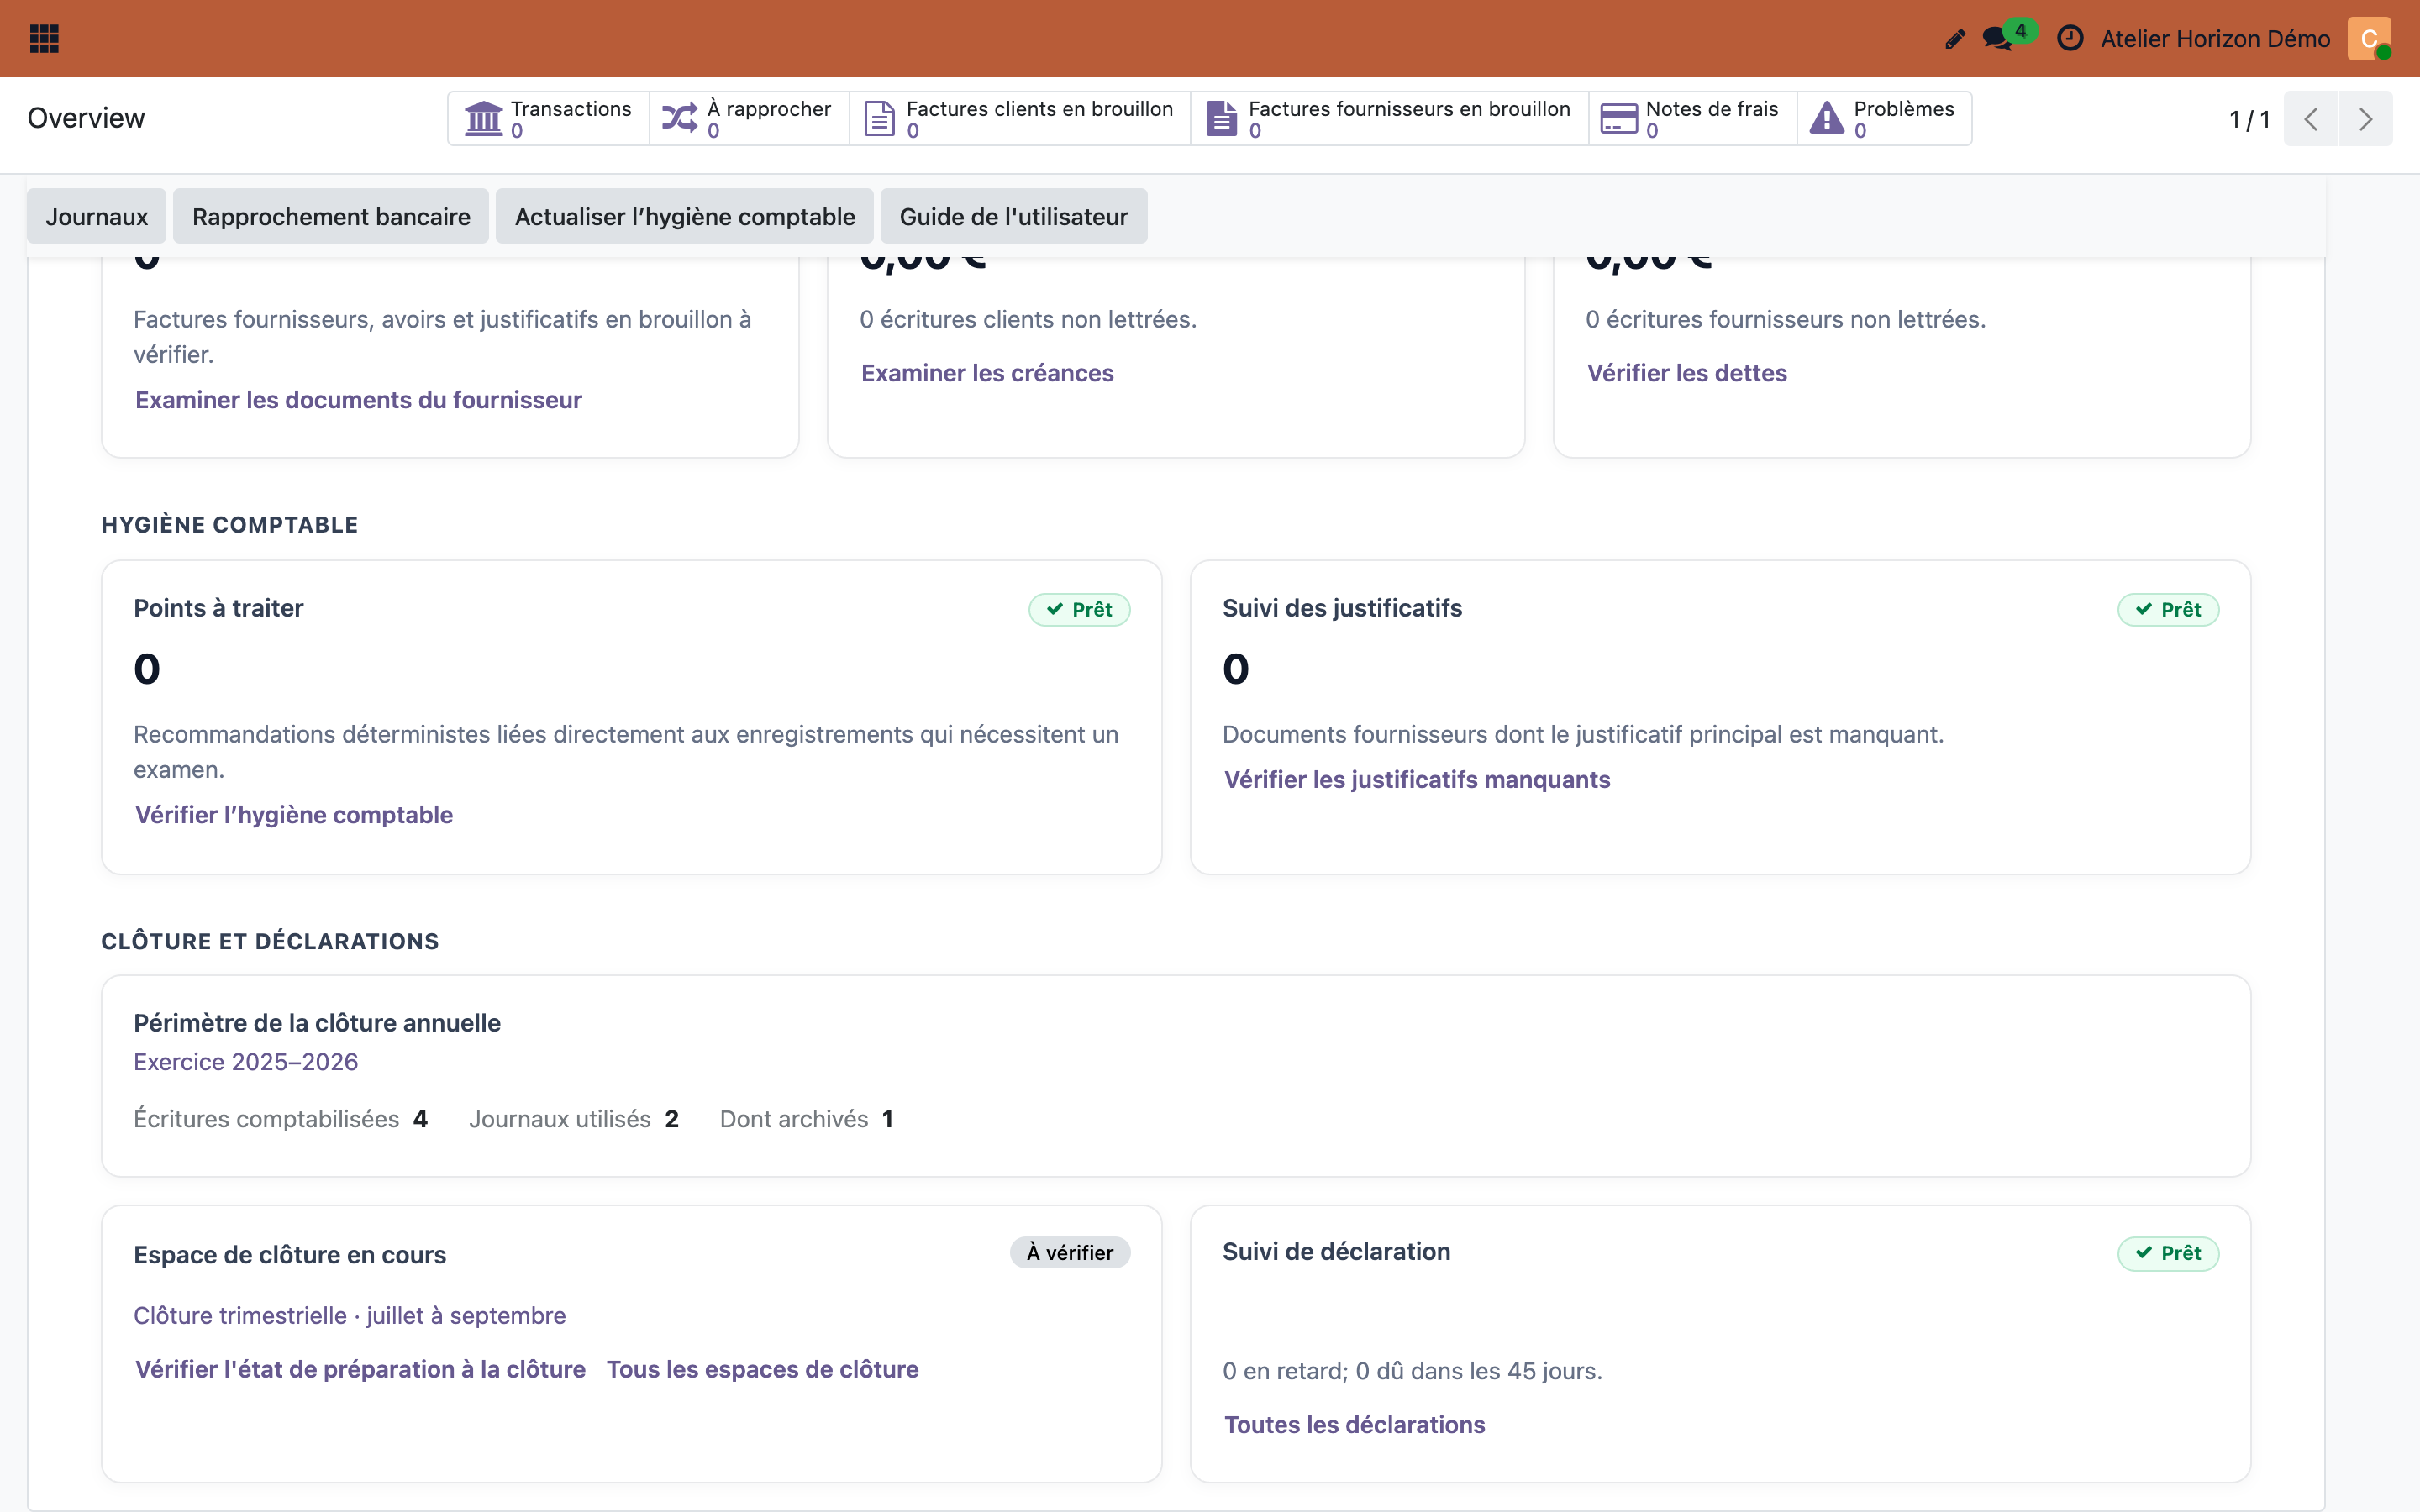 4
Atelier Horizon Démo
C
Overview
Transactions
0
À rapprocher
0
Factures clients en brouillon
0
Factures fournisseurs en brouillon
0
Notes de frais
0
Problèmes
0
1 / 1
Journaux
Rapprochement bancaire
Actualiser l’hygiène comptable
Guide de l'utilisateur
0
0,00 €
0,00 €
Factures fournisseurs, avoirs et justificatifs en brouillon à
vérifier.
Examiner les documents du fournisseur
0 écritures clients non lettrées.
Examiner les créances
0 écritures fournisseurs non lettrées.
Vérifier les dettes
HYGIÈNE COMPTABLE
Points à traiter
Prêt
0
Recommandations déterministes liées directement aux enregistrements qui nécessitent un
examen.
Vérifier l’hygiène comptable
Suivi des justificatifs
Prêt
0
Documents fournisseurs dont le justificatif principal est manquant.
Vérifier les justificatifs manquants
CLÔTURE ET DÉCLARATIONS
Périmètre de la clôture annuelle
Exercice 2025–2026
Écritures comptabilisées 4 Journaux utilisés 2 Dont archivés 1
Espace de clôture en cours
À vérifier
Clôture trimestrielle · juillet à septembre
Vérifier l'état de préparation à la clôture Tous les espaces de clôture
Suivi de déclaration
Prêt
0 en retard; 0 dû dans les 45 jours.
Toutes les déclarations